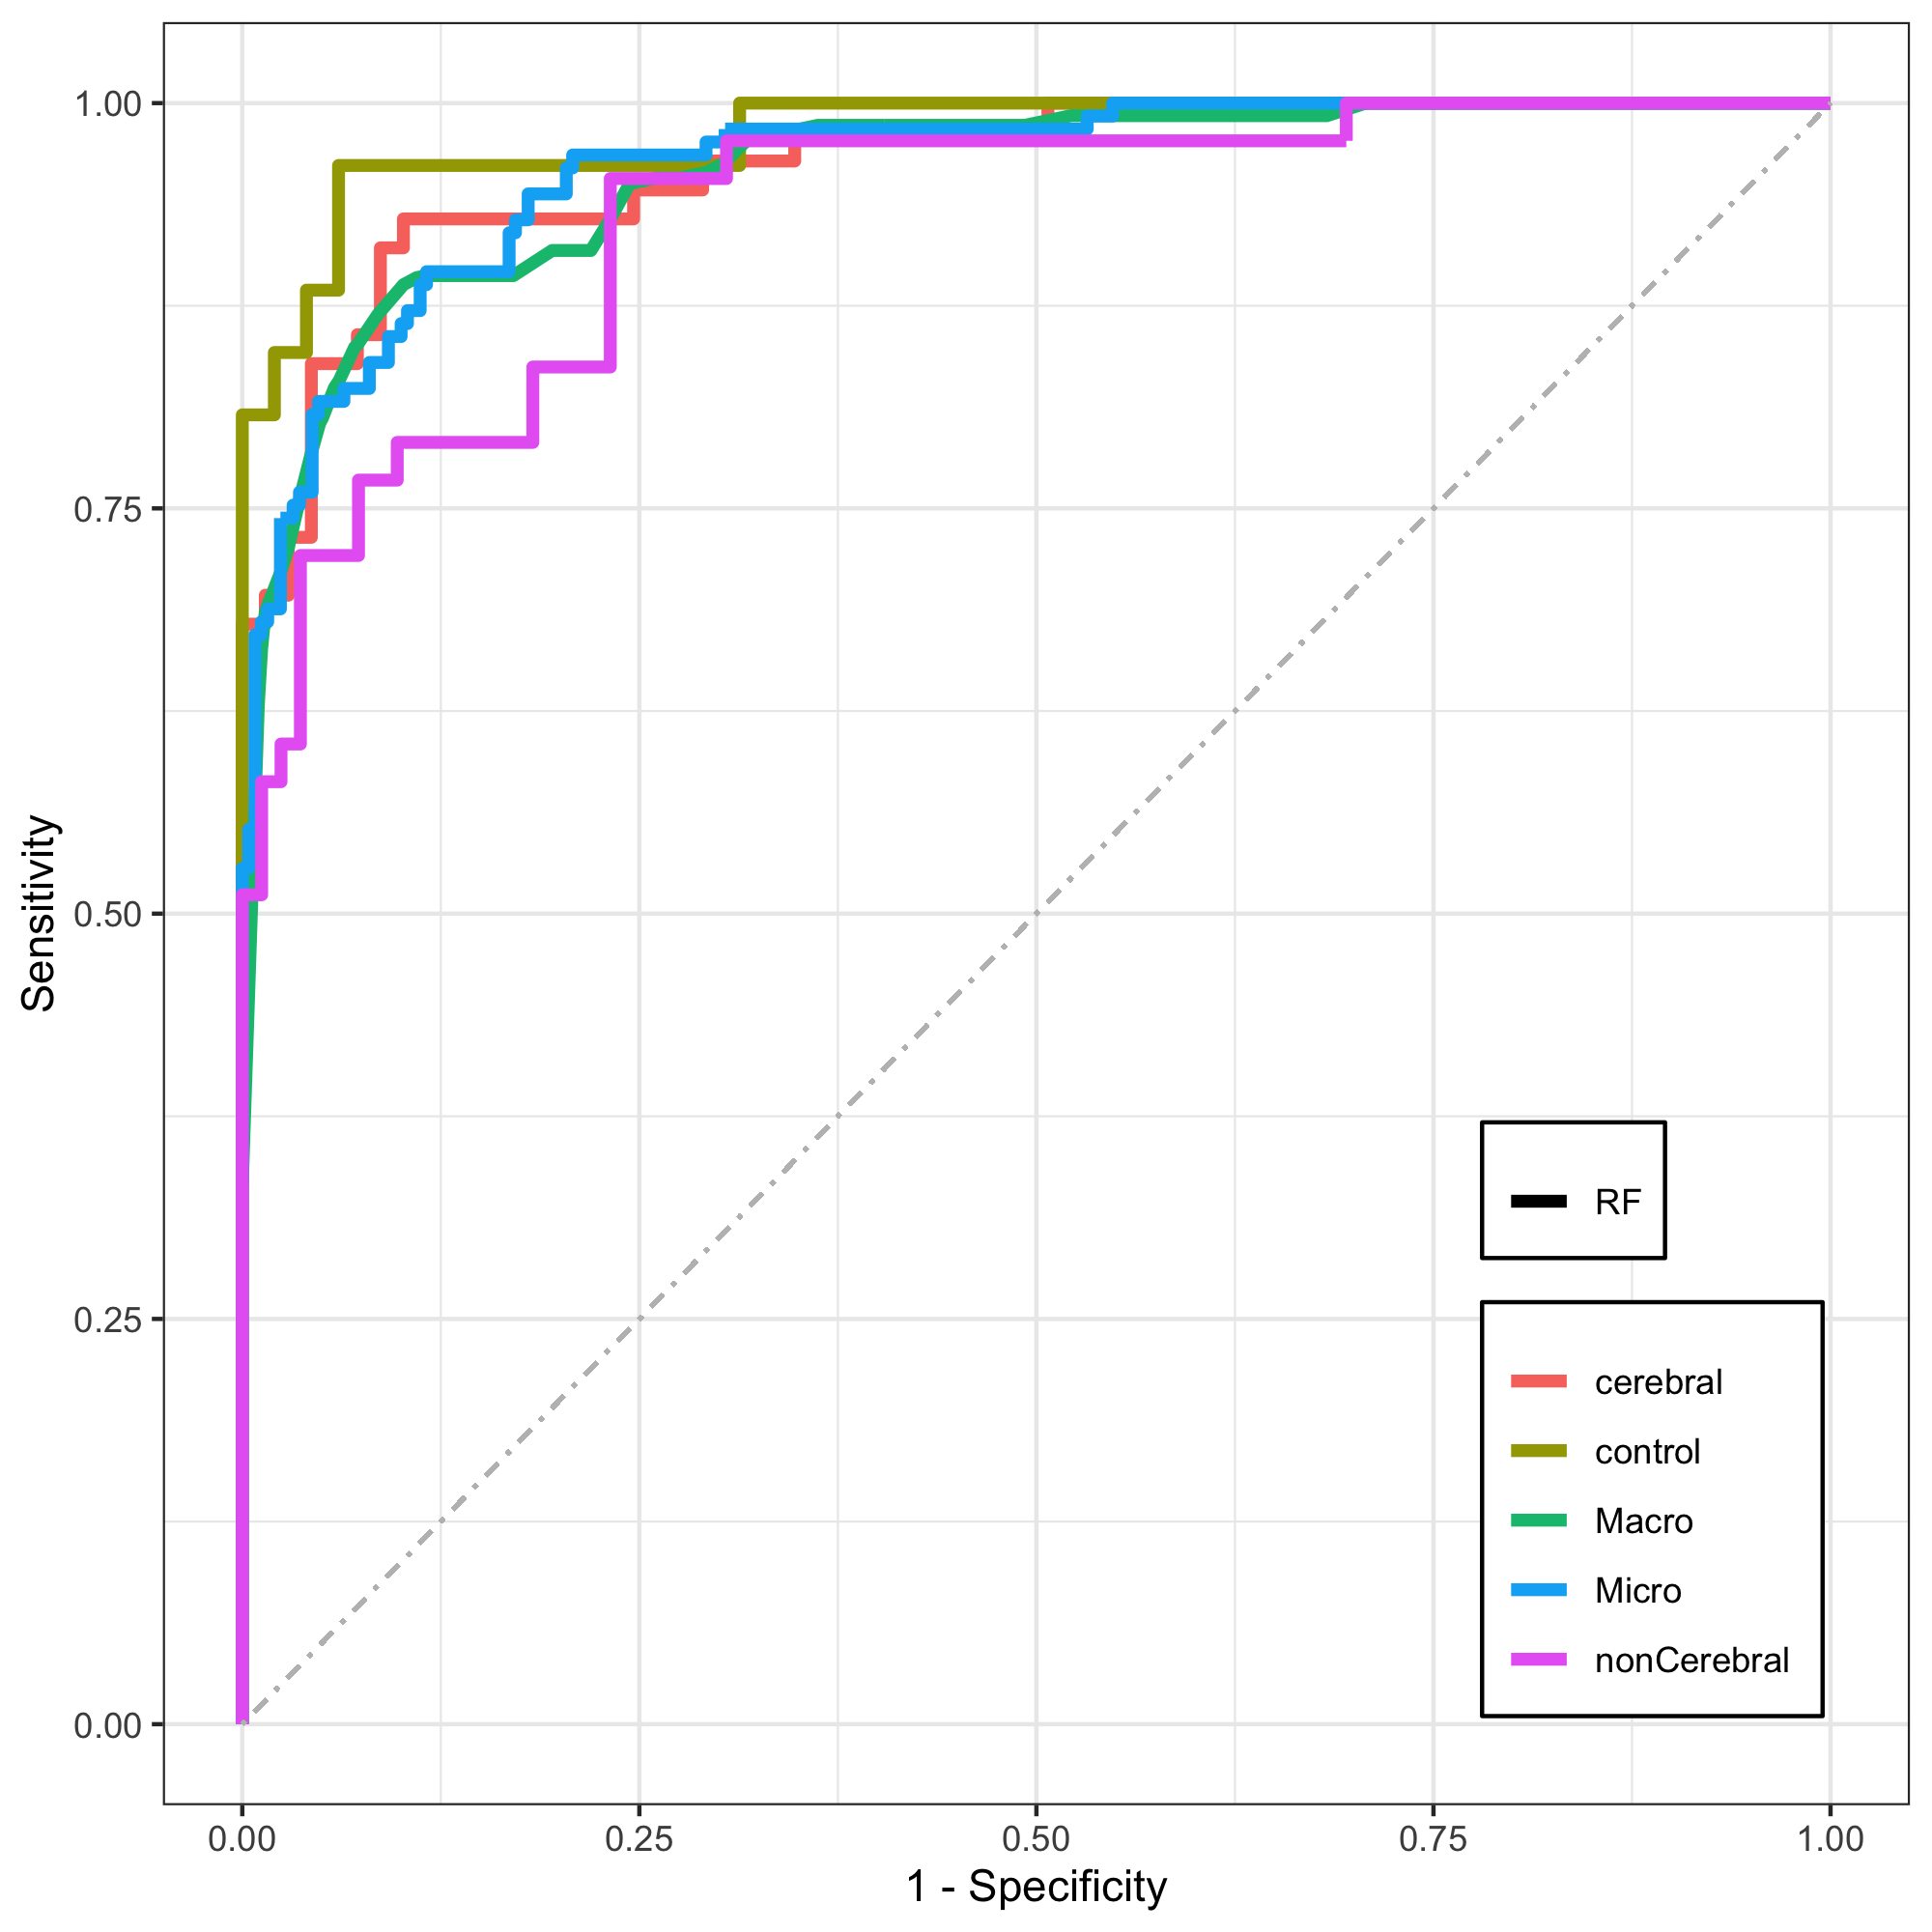 1.00
0.75
0.50
0.25
0.00
Sensitivity
0.00 0.25 0.50 0.75 1.00
1 - Specificity
RF
cerebral
control
Macro
Micro
nonCerebral